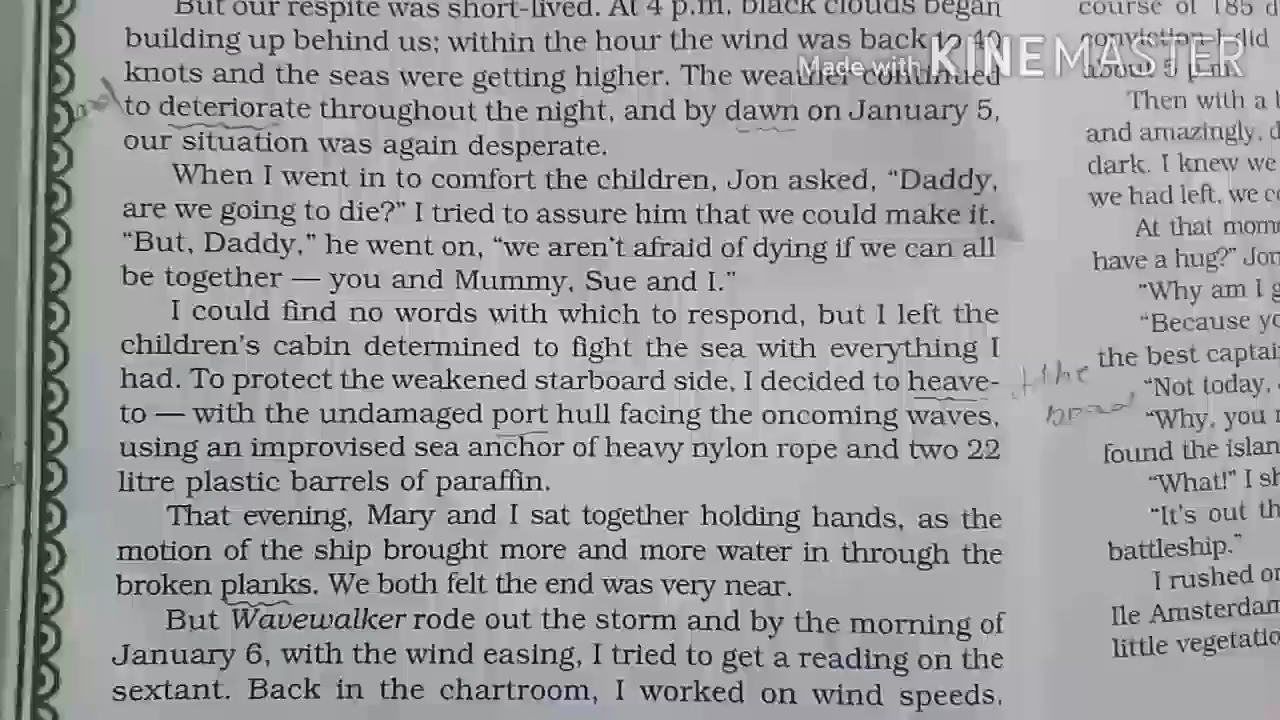 But our respite was short-lived. At 4 p.m. black clouds began
building up behind us; within the hour the wind was back to 40
knots and the seas were getting higher. The weather continued
to deteriorate throughout the night, and by dawn on January 5,
our situation was again desperate.
When I went in to comfort the children, Jon asked, “Daddy,
are we going to die?” I tried to assure him that we could make it.
“But, Daddy,” he went on, “we aren't afraid of dying if we can all
be together — you and Mummy, Sue and I.”
I could find no words with which to respond, but I left the
children's cabin determined to fight the sea with everything I
had. To protect the weakened starboard side, I decided to heave-
to — with the undamaged port hull facing the oncoming waves,
using an improvised sea anchor of heavy nylon rope and two 22
litre plastic barrels of paraffin.
That evening, Mary and I sat together holding hands, as the
motion of the ship brought more and more water in through the
broken planks. We both felt the end was very near.
But Wavewalker rode out the storm and by the morning of
January 6, with the wind easing, I tried to get a reading on the
sextant. Back in the chartroom, I worked on wind speeds,
course of 185 d
conviction I did
about 5 p.m.
Then with a
and amazingly,
dark. I knew we
we had left, we
At that mom
have a hug?” Jon
“Why am I g
“Because yo
the best captai
“Not today,
“Why, you
found the islan
“What!” I sh
“It's out th
battleship.”
I rushed on
Ile Amsterdam
little vegetatio
the
Made with KINEMASTER